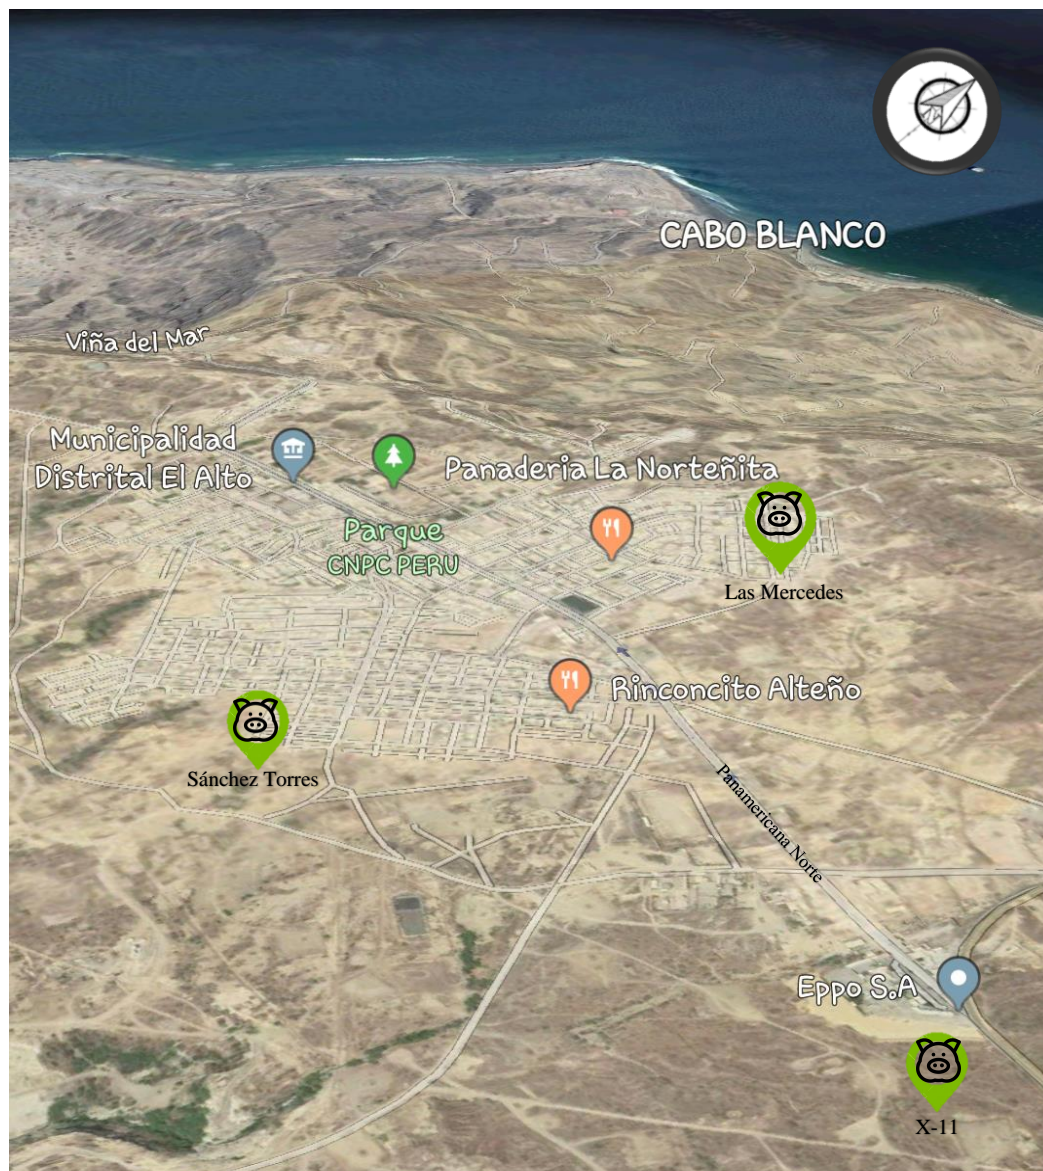 CABO BLANCO
Viña del Mar
Municipalidad
Distrital El Alto
Panaderia La Norteñita
Parque
CNPC PERU
Las Mercedes
Rinconcito Alteño
Sánchez Torres
Panamericana Norte
Eppo S.A
X-11